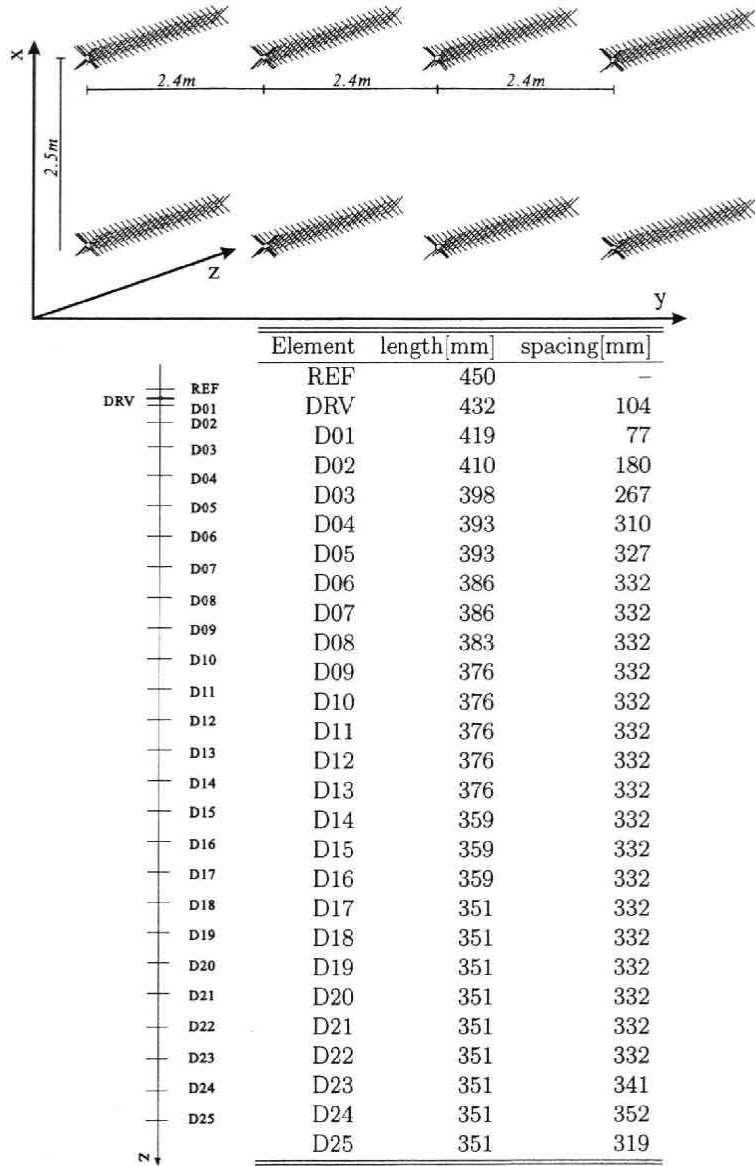 x
2.4m 2.4m 2.4m
2.5m
z
y
Element length[mm] spacing[mm]
REF 450 –
DRV 432 104
D01 419 77
D02 410 180
D03 398 267
D04 393 310
D05 393 327
D06 386 332
D07 386 332
D08 383 332
D09 376 332
D10 376 332
D11 376 332
D12 376 332
D13 376 332
D14 359 332
D15 359 332
D16 359 332
D17 351 332
D18 351 332
D19 351 332
D20 351 332
D21 351 332
D22 351 332
D23 351 341
D24 351 352
D25 351 319
REF
DRV
D01
D02
D03
D04
D05
D06
D07
D08
D09
D10
D11
D12
D13
D14
D15
D16
D17
D18
D19
D20
D21
D22
D23
D24
D25
z